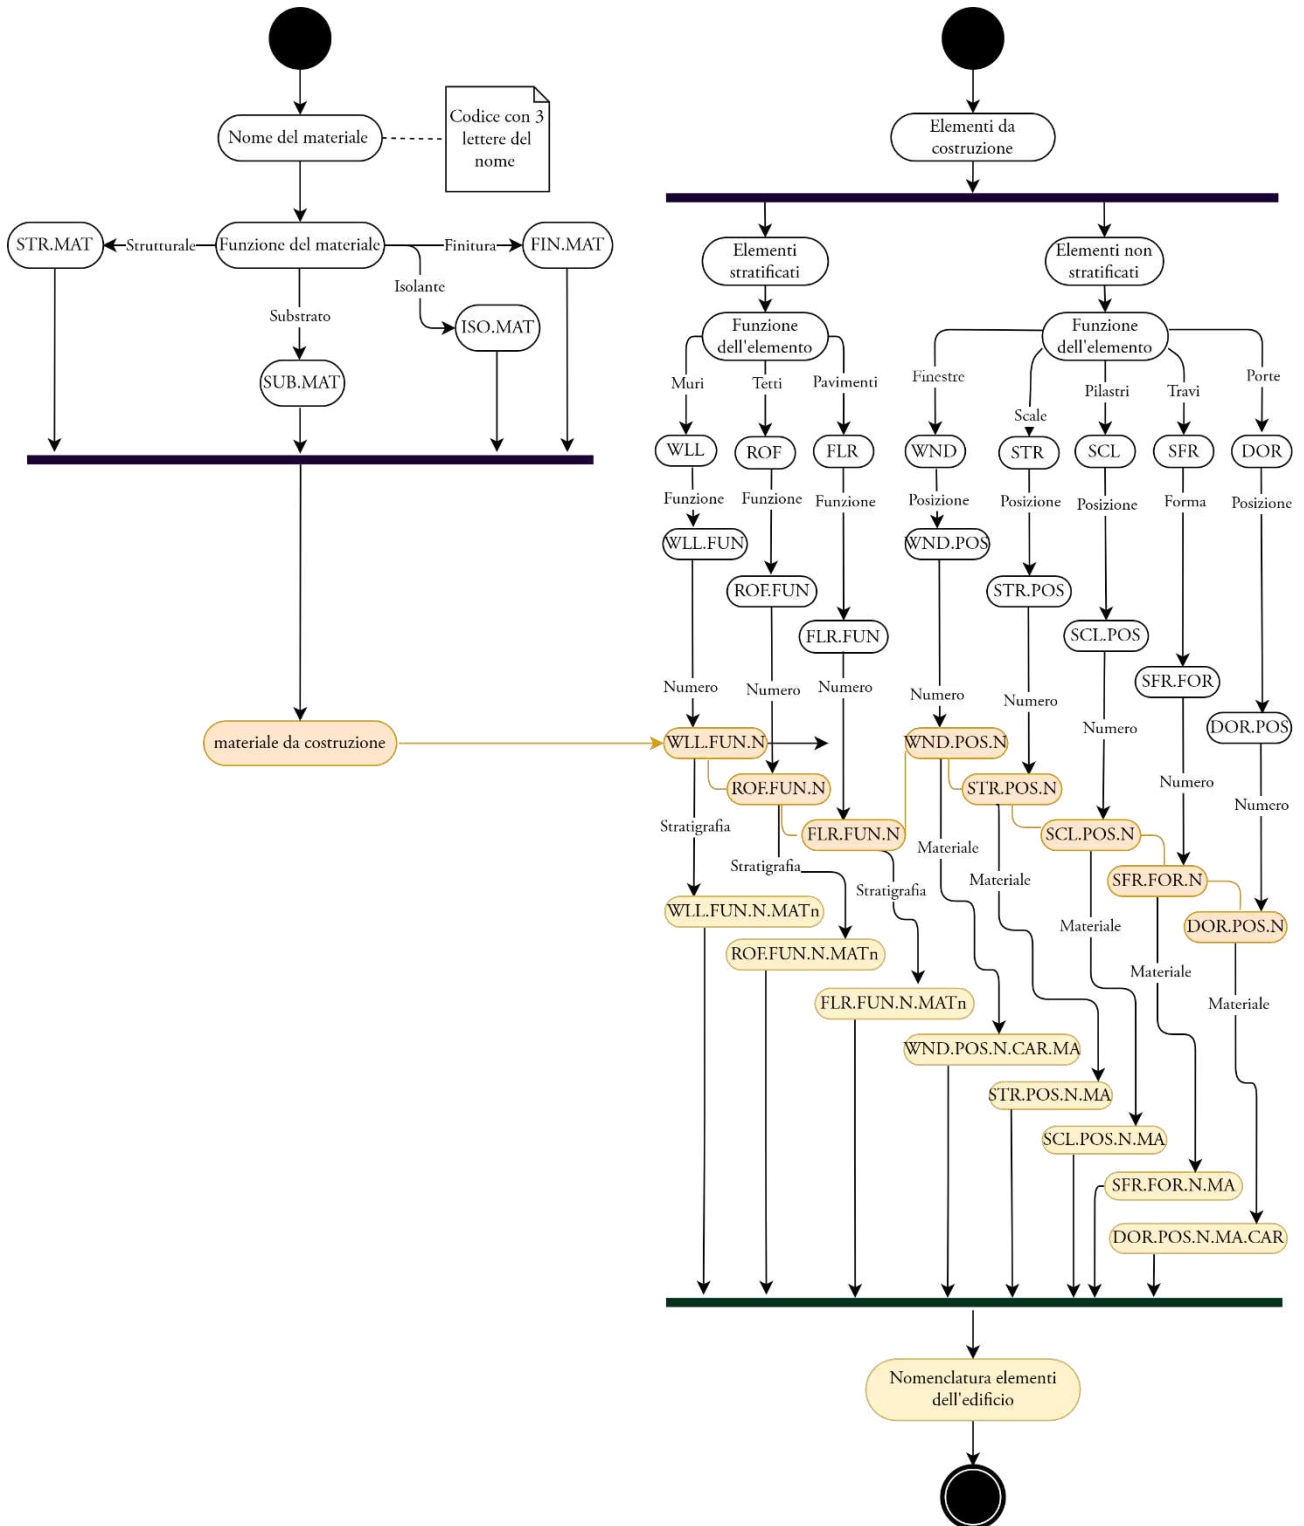 Nome del materiale
Codice con 3
lettere del
nome
STR.MAT
Strutturale
Funzione del materiale
Finitura
FIN.MAT
Isolante
ISO.MAT
Substrato
SUB.MAT
materiale da costruzione
Elementi da
costruzione
Elementi
stratificati
Elementi non
stratificati
Funzione
dell'elemento
Funzione
dell'elemento
Muri
Tetti
Pavimenti
Finestre
Scale
Pilastri
Travi
Porte
WLL
ROF
FLR
WND
STR
SCL
SFR
DOR
Funzione
Funzione
Funzione
Posizione
Posizione
Posizione
Forma
Posizione
WLL.FUN
ROF.FUN
FLR.FUN
WND.POS
STR.POS
SCL.POS
SFR.FOR
DOR.POS
Numero
Numero
Numero
Numero
Numero
Numero
Numero
Numero
WLL.FUN.N
ROF.FUN.N
FLR.FUN.N
WND.POS.N
STR.POS.N
SCL.POS.N
SFR.FOR.N
DOR.POS.N
Stratigrafia
Stratigrafia
Stratigrafia
Materiale
Materiale
Materiale
Materiale
Materiale
WLL.FUN.N.MATn
ROF.FUN.N.MATn
FLR.FUN.N.MATn
WND.POS.N.CAR.MA
STR.POS.N.MA
SCL.POS.N.MA
SFR.FOR.N.MA
DOR.POS.N.MA.CAR
Nomenclatura elementi
dell'edificio